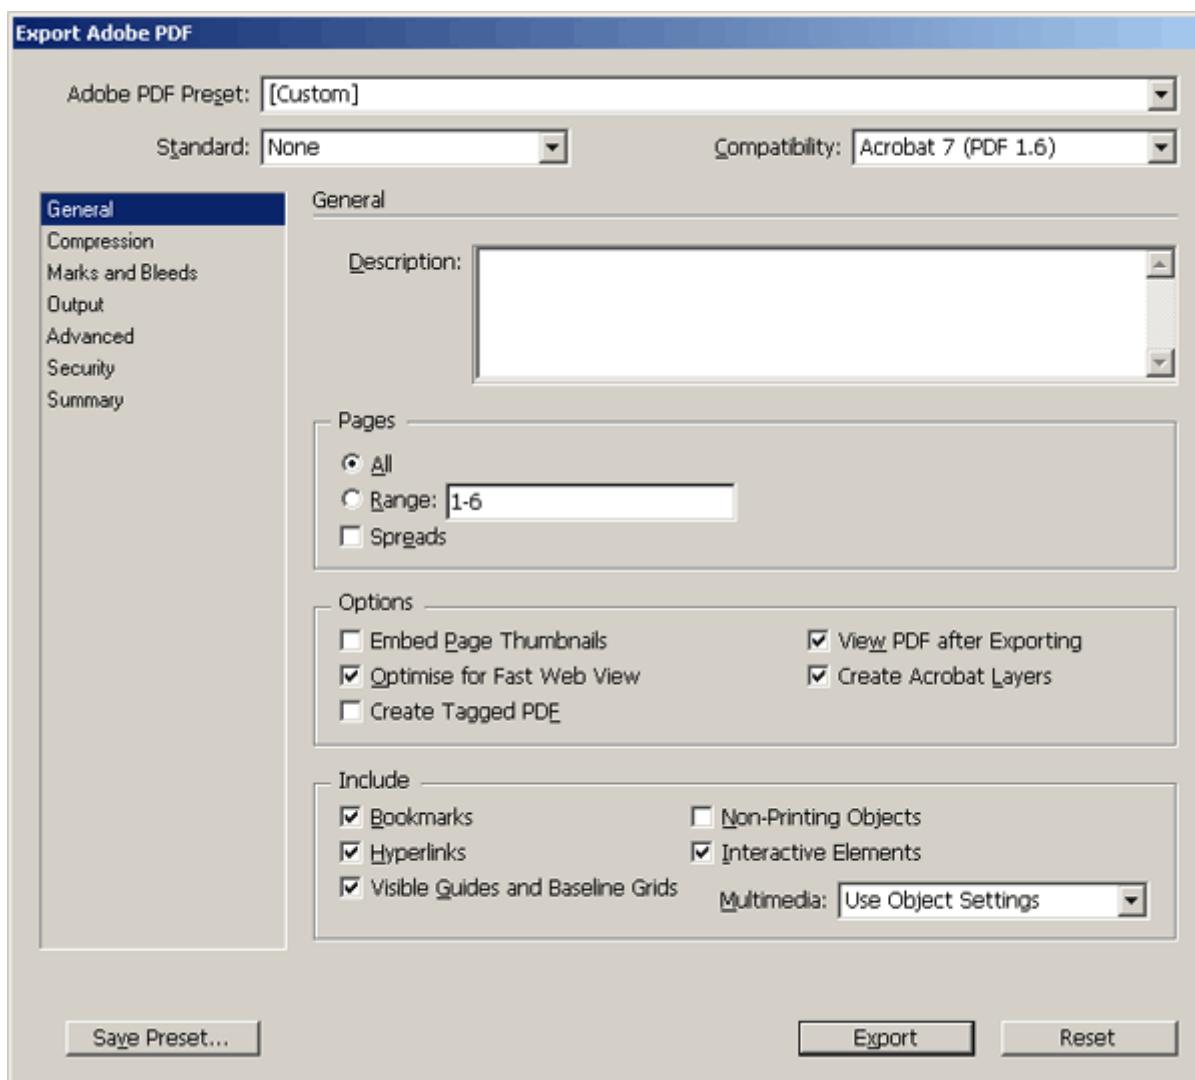 Export Adobe PDF
Adobe PDF Preset: [Custom]
Standard: None Compatibility: Acrobat 7 (PDF 1.6)
General
Compression
Marks and Bleeds
Output
Advanced
Security
Summary
General
Description:
Pages
All
Range: 1-6
Spreads
Options
Embed Page Thumbnails View PDF after Exporting
Optimise for Fast Web View Create Acrobat Layers
Create Tagged PDF
Include
Bookmarks Non-Printing Objects
Hyperlinks Interactive Elements
Visible Guides and Baseline Grids Multimedia: Use Object Settings
Save Preset... Export Reset